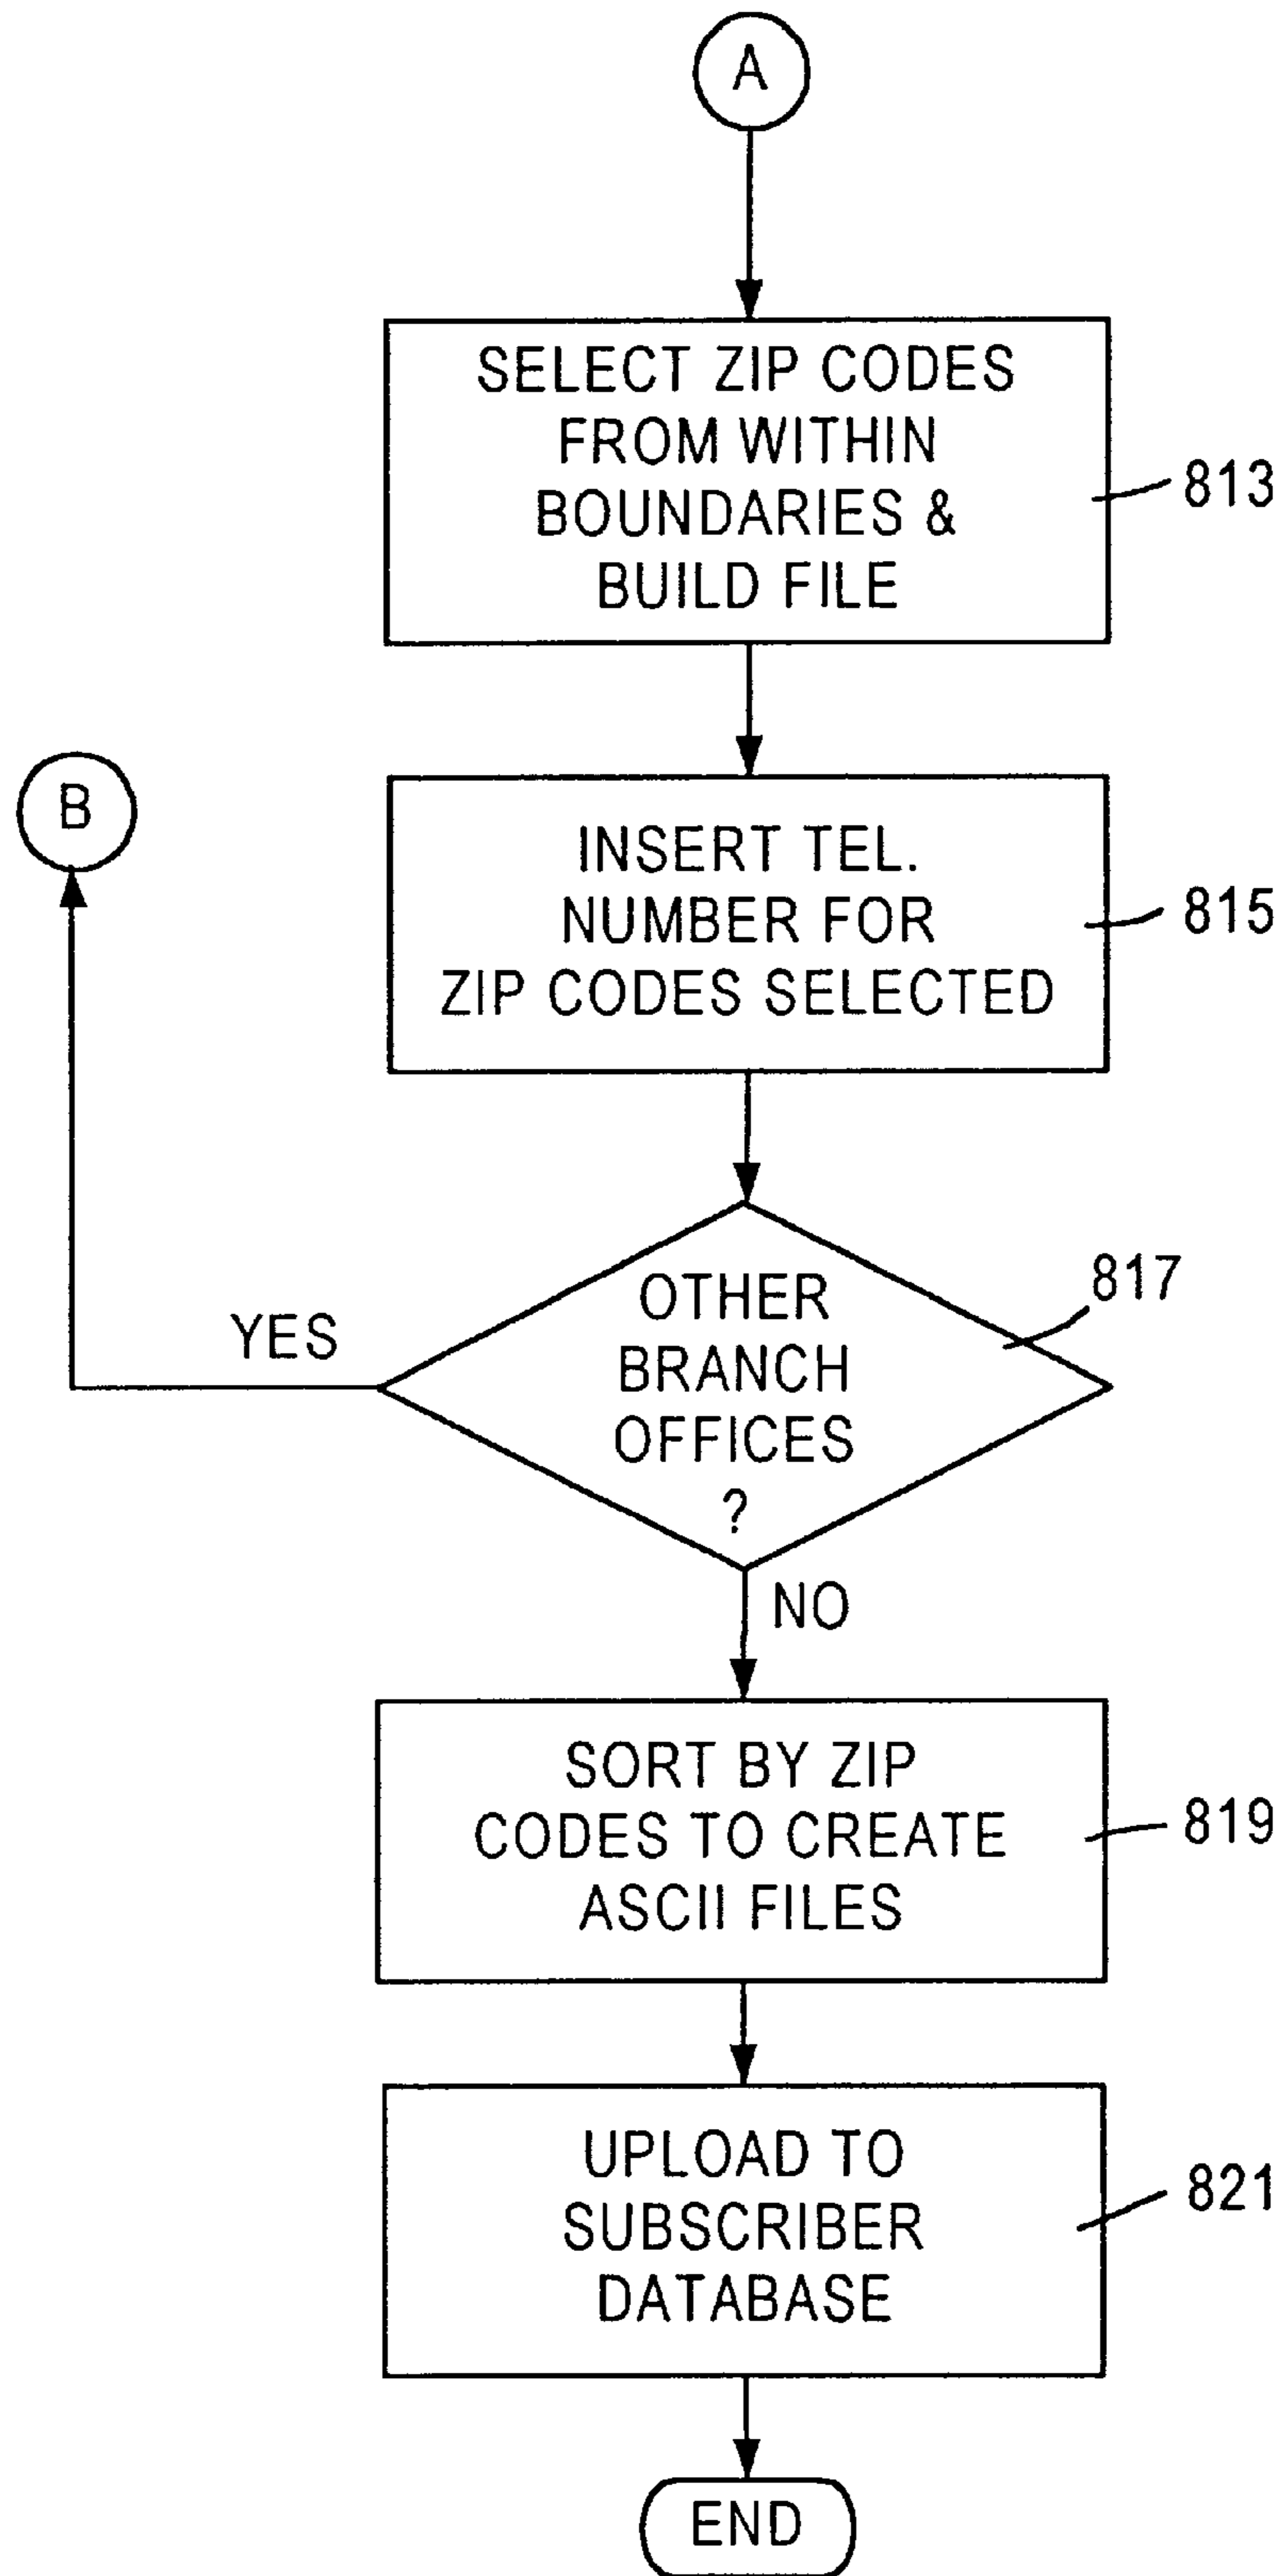 A
SELECT ZIP CODES
FROM WITHIN
BOUNDARIES &
BUILD FILE
813
B
INSERT TEL.
NUMBER FOR
ZIP CODES SELECTED
815
OTHER
BRANCH
OFFICES
?
817
YES
NO
SORT BY ZIP
CODES TO CREATE
ASCII FILES
819
UPLOAD TO
SUBSCRIBER
DATABASE
821
END